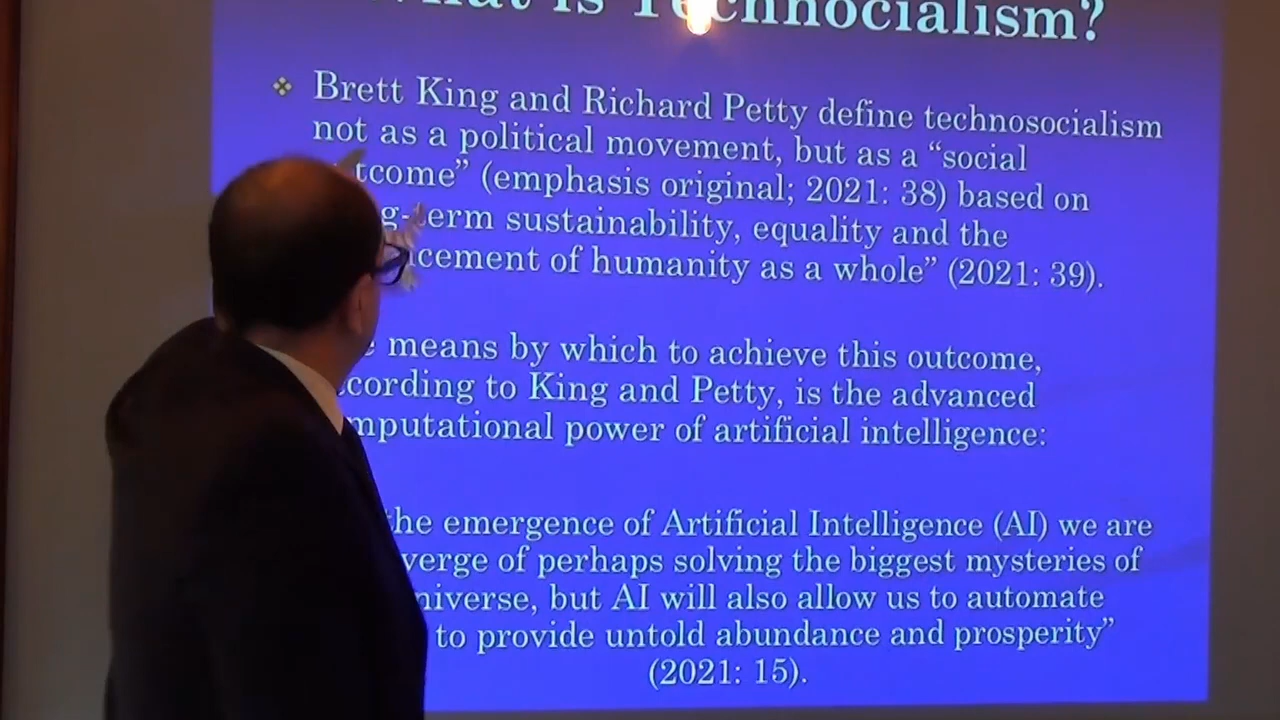 is Technocialism?
Brett King and Richard Petty define technosocialism
not as a political movement, but as a “social
tcome” (emphasis original; 2021: 38) based on
g-term sustainability, equality and the
cement of humanity as a whole” (2021: 39).
means by which to achieve this outcome,
cording to King and Petty, is the advanced
mputational power of artificial intelligence:
the emergence of Artificial Intelligence (AI) we are
verge of perhaps solving the biggest mysteries of
niverse, but AI will also allow us to automate
to provide untold abundance and prosperity”
(2021: 15).